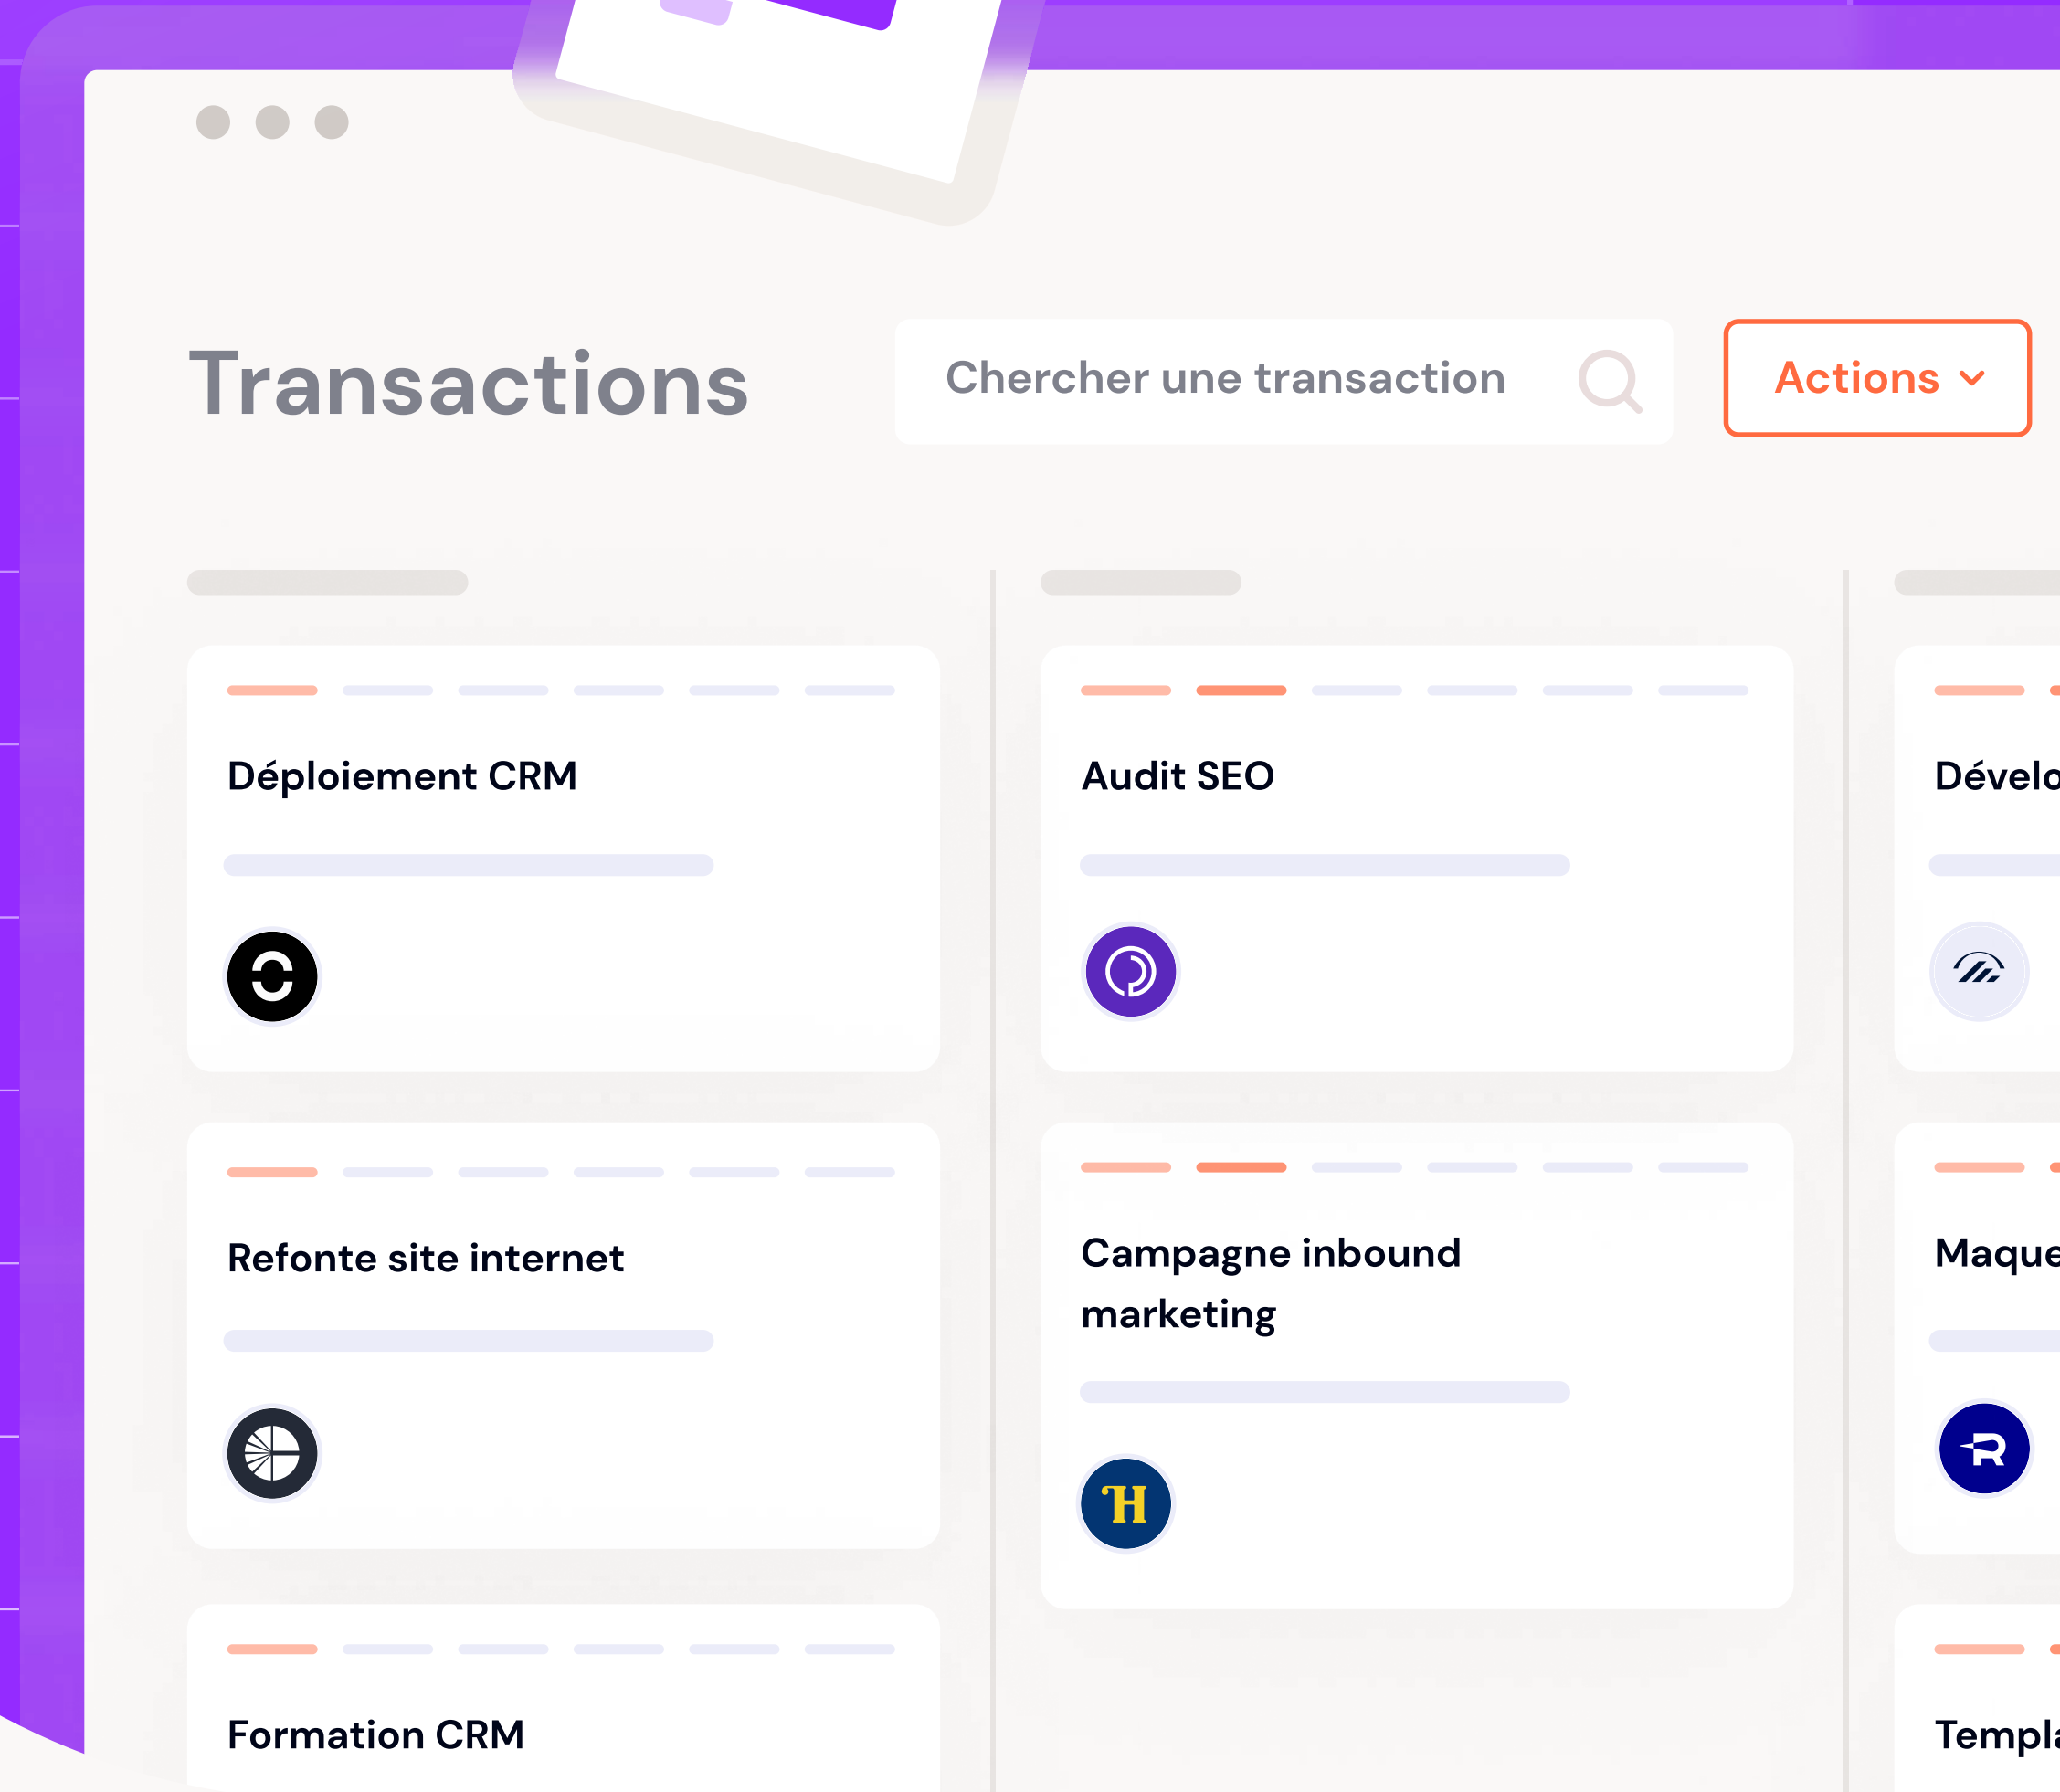 Transactions
Chercher une transaction
Actions
Déploiement CRM
Refonte site internet
Formation CRM
Audit SEO
Campagne inbound
marketing
H
R